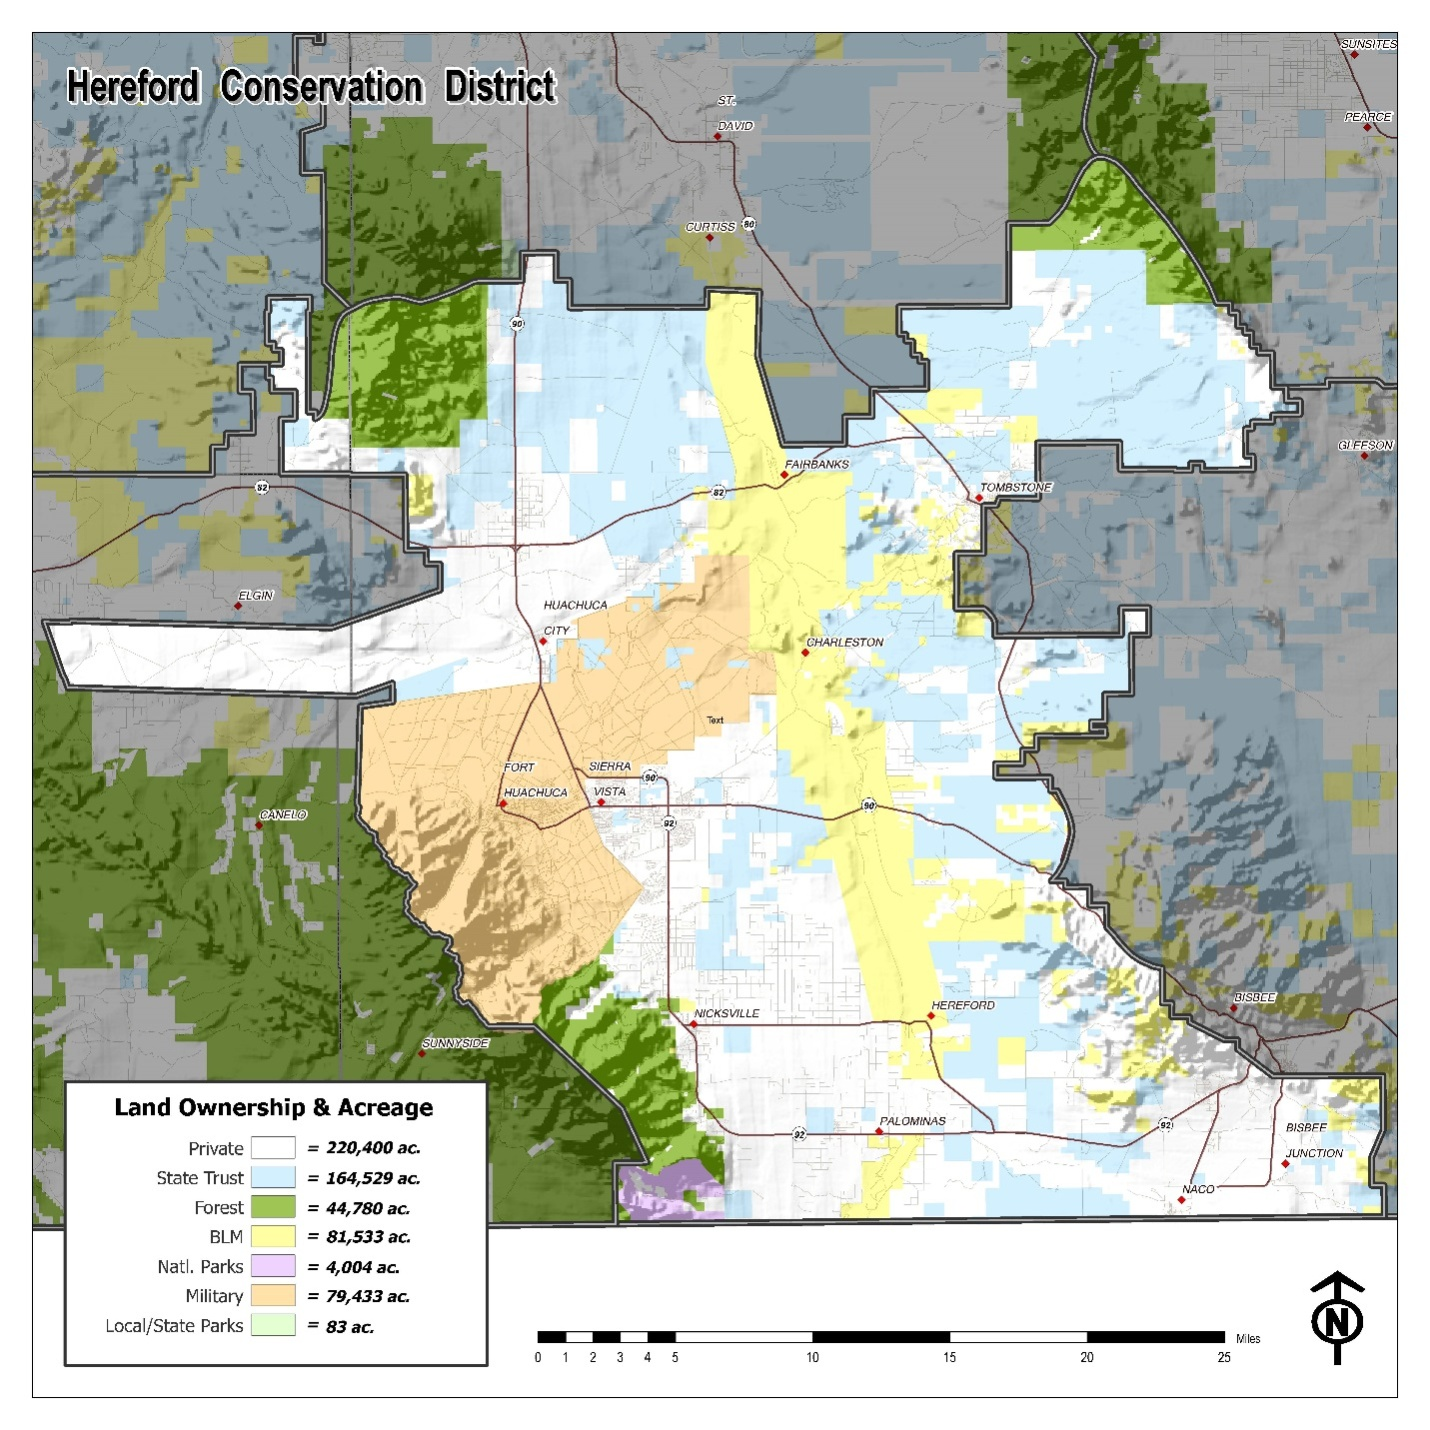 SUNSITES
Hereford Conservation District
ST.
DAVID
PEARCE
CURTISS
80
90
GLEESON
FAIRBANKS
82
82
TOMBSTONE
ELGIN
HUACHUCA
CITY
CHARLESTON
Text
FORT
HUACHUCA
SIERRA
VISTA
90
90
CANELO
92
BISBEE
HEREFORD
NICKSVILLE
SUNNYSIDE
PALOMINAS
92
92
BISBEE
JUNCTION
NACO
Land Ownership & Acreage
Private = 220,400 ac.
State Trust = 164,529 ac.
Forest = 44,780 ac.
BLM = 81,533 ac.
Natl. Parks = 4,004 ac.
Military = 79,433 ac.
Local/State Parks = 83 ac.
N
Miles
0 1 2 3 4 5 10 15 20 25